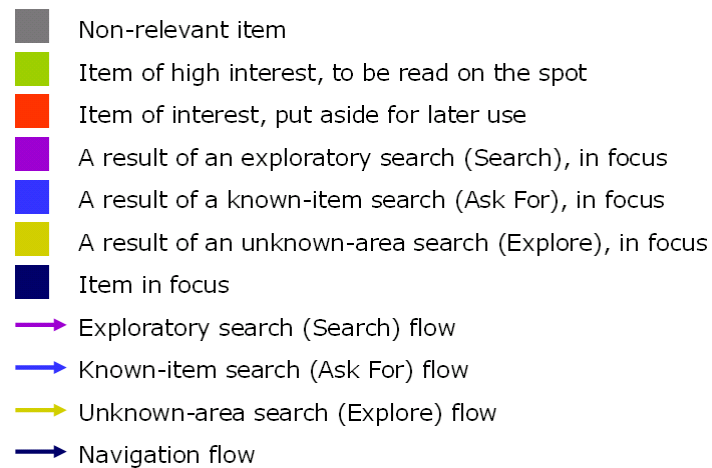 Non-relevant item
Item of high interest, to be read on the spot
Item of interest, put aside for later use
A result of an exploratory search (Search), in focus
A result of a known-item search (Ask For), in focus
A result of an unknown-area search (Explore), in focus
Item in focus
Exploratory search (Search) flow
Known-item search (Ask For) flow
Unknown-area search (Explore) flow
Navigation flow